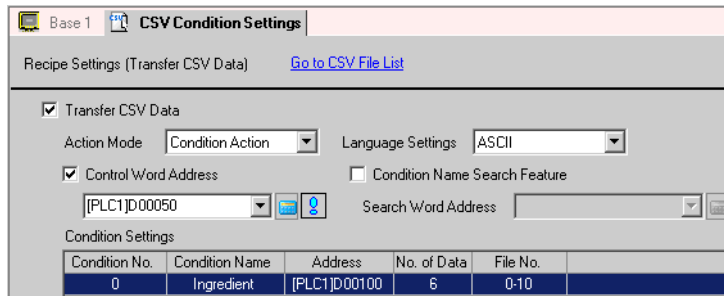 Base 1 CSV CSV Condition Settings
Recipe Settings (Transfer CSV Data) Go to CSV File List
Transfer CSV Data
Action Mode Condition Action Language Settings ASCII
Control Word Address Condition Name Search Feature
[PLC1]D00050 Search Word Address
Condition Settings
Condition No. Condition Name Address No. of Data File No.
0 Ingredient [PLC1]D00100 6 0-10